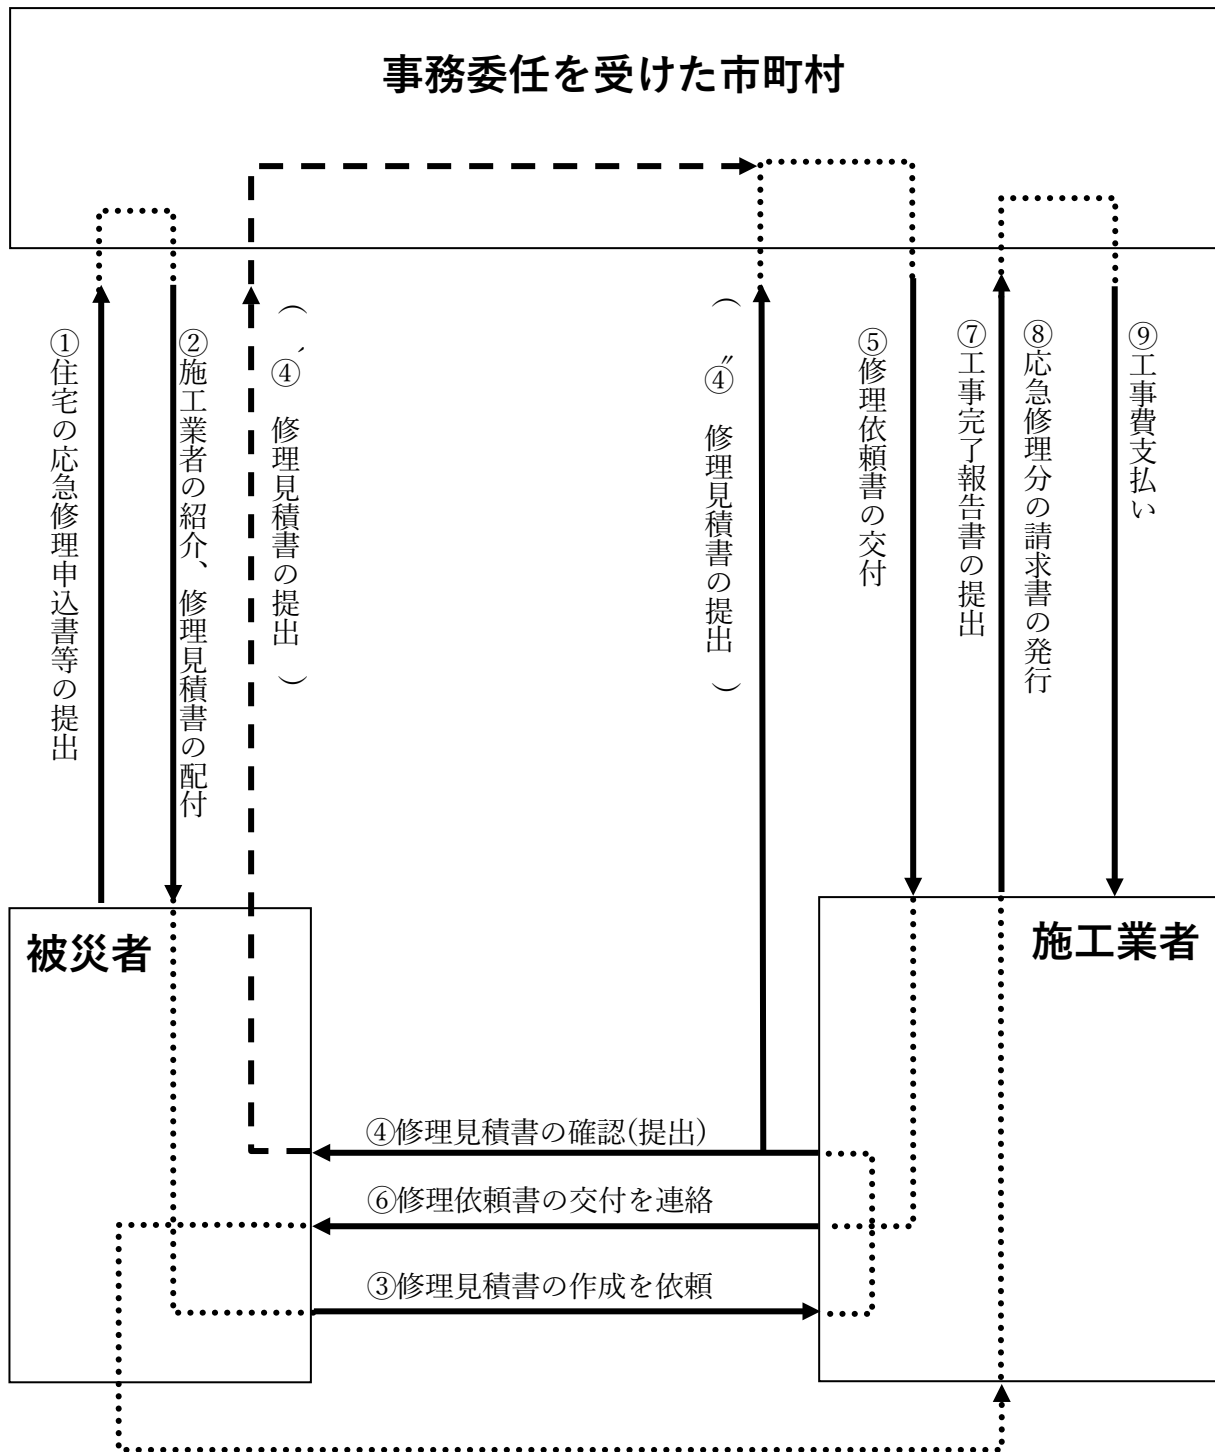 事務委任を受けた市町村
①住宅の応急修理申込書等の提出
②施工業者の紹介、修理見積書の配付
（④′ 修理見積書の提出 ）
（④″ 修理見積書の提出 ）
⑤修理依頼書の交付
⑦工事完了報告書の提出
⑧応急修理分の請求書の発行
⑨工事費支払い
被災者
施工業者
④修理見積書の確認(提出)
⑥修理依頼書の交付を連絡
③修理見積書の作成を依頼